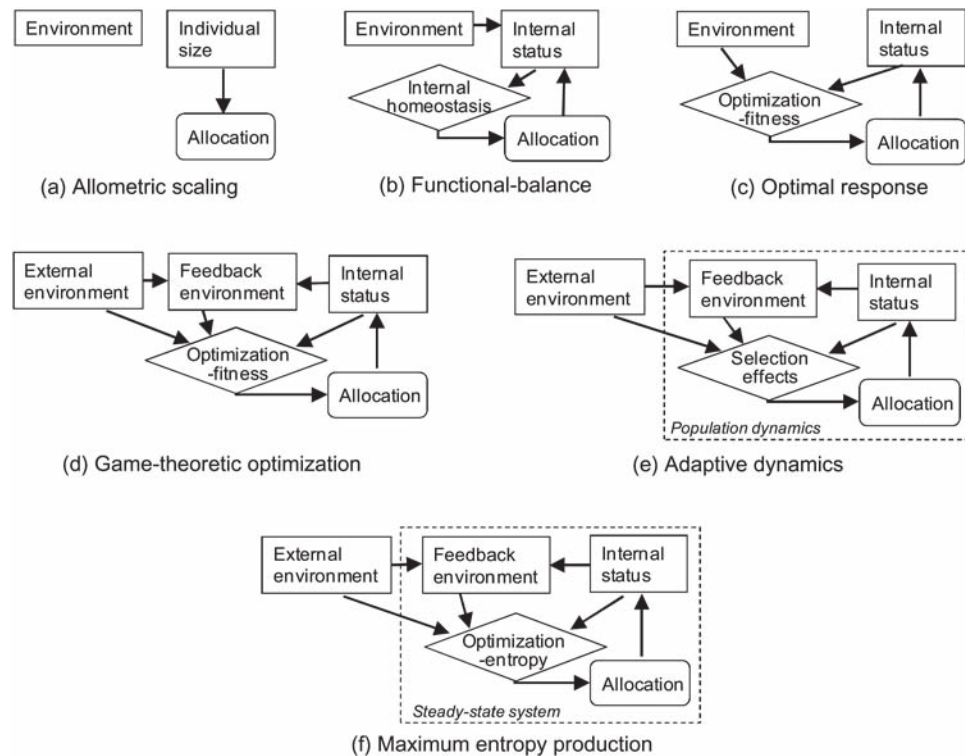 Environment
Individual
size
Allocation
(a) Allometric scaling
Environment
Internal
status
Internal
homeostasis
Allocation
(b) Functional-balance
Environment
Internal
status
Optimization
-fitness
Allocation
(c) Optimal response
External
environment
Feedback
environment
Internal
status
Optimization
-fitness
Allocation
(d) Game-theoretic optimization
External
environment
Feedback
environment
Internal
status
Selection
effects
Allocation
Population dynamics
(e) Adaptive dynamics
External
environment
Feedback
environment
Internal
status
Optimization
-entropy
Allocation
Steady-state system
(f) Maximum entropy production